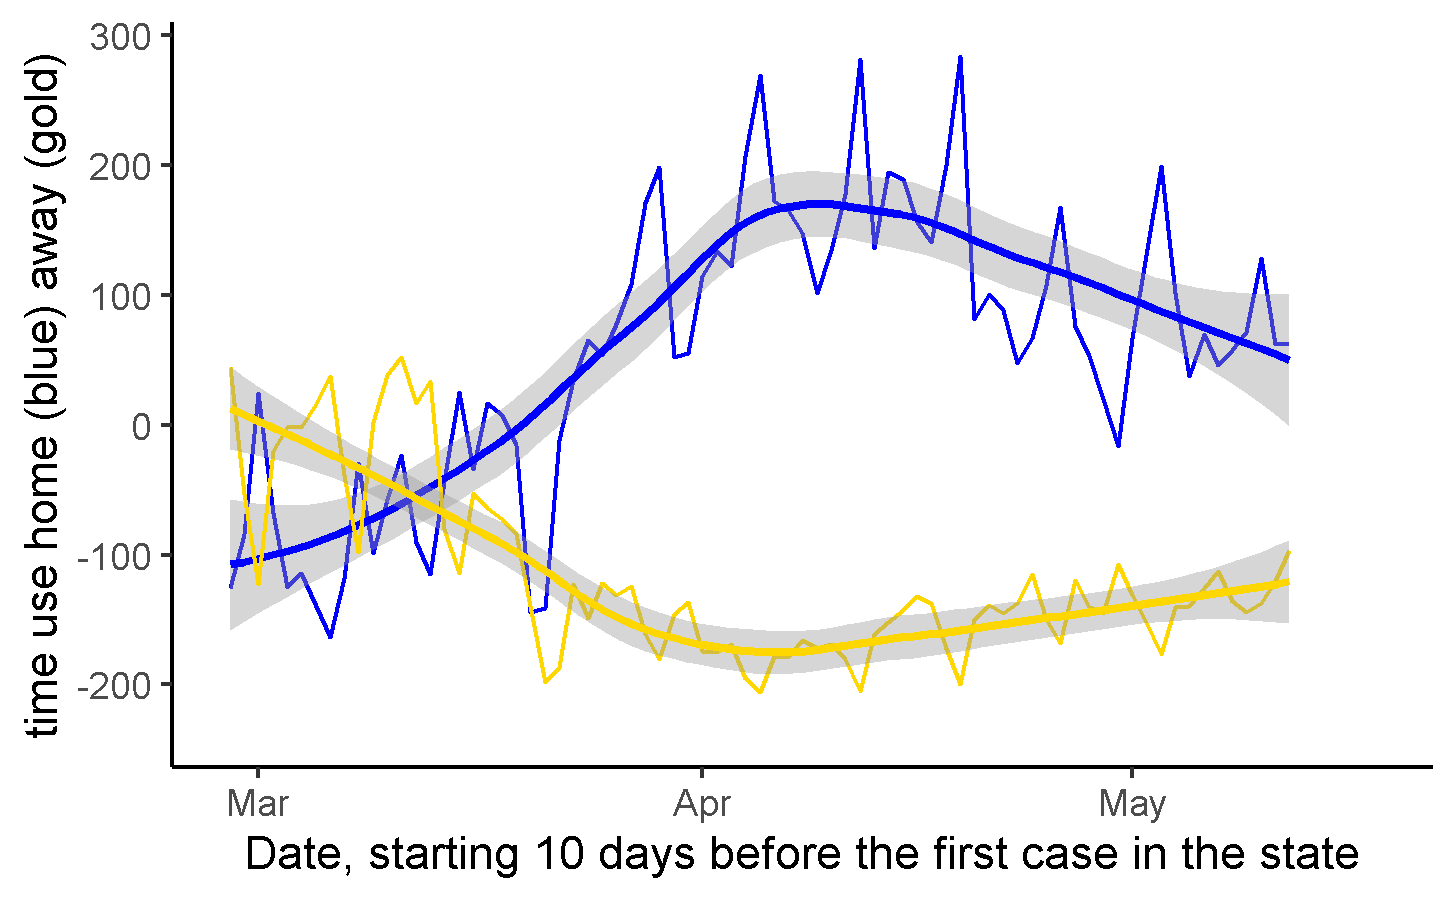 time use home (blue) away (gold)
300
200
100
0
-100
-200
Mar
Apr
May
Date, starting 10 days before the first case in the state